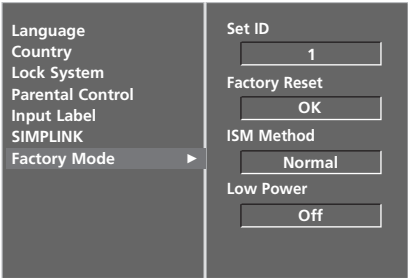 Language
Country
Lock System
Parental Control
Input Label
SIMPLINK
Factory Mode ►
Set ID
1
Factory Reset
OK
ISM Method
Normal
Low Power
Off